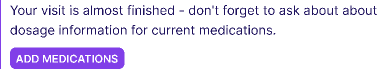 Your visit is almost finished - don't forget to ask about about
dosage information for current medications.
ADD MEDICATIONS